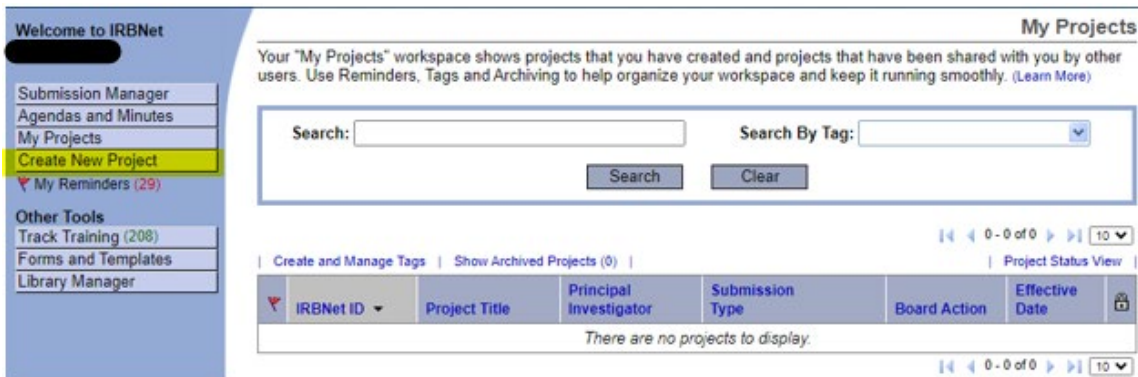 Welcome to IRBNet
Submission Manager
Agendas and Minutes
My Projects
Create New Project
My Reminders (29)
Other Tools
Track Training (208)
Forms and Templates
Library Manager
My Projects
Your "My Projects" workspace shows projects that you have created and projects that have been shared with you by other
users. Use Reminders, Tags and Archiving to help organize your workspace and keep it running smoothly. (Learn More)
Search:
Search By Tag:
Search
Clear
0 - 0 of 0
10
| Create and Manage Tags | Show Archived Projects (0) |
| Project Status View |
IRBNet ID
Project Title
Principal
Investigator
Submission
Type
Board Action
Effective
Date
There are no projects to display.
0 - 0 of 0
10